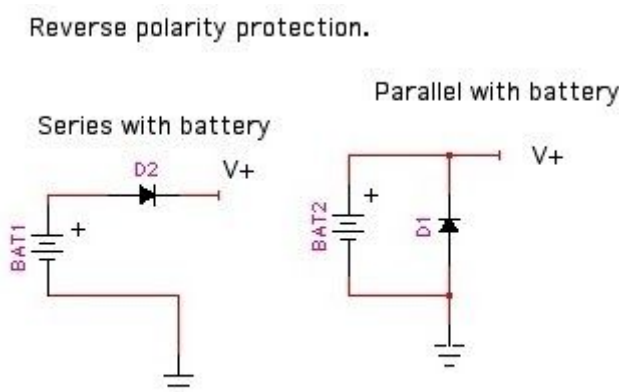 Reverse polarity protection.
Parallel with battery
Series with battery
D2
V+
V+
+
BAT1
+
BAT2
D1